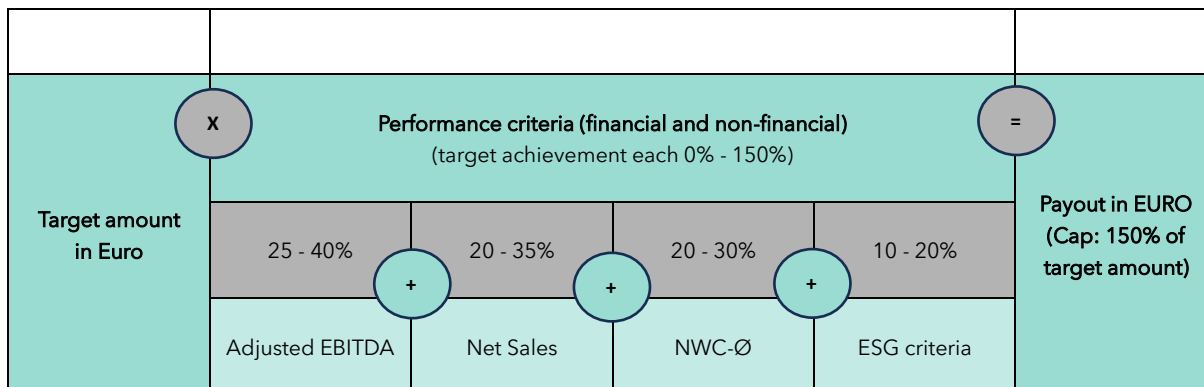 X
Performance criteria (financial and non-financial)
=
(target achievement each 0% - 150%)
Target amount
in Euro
25 - 40%
20 - 35%
20 - 30%
10 - 20%
Payout in EURO
(Cap: 150% of
target amount)
+
+
+
Adjusted EBITDA
Net Sales
NWC-Ø
ESG criteria